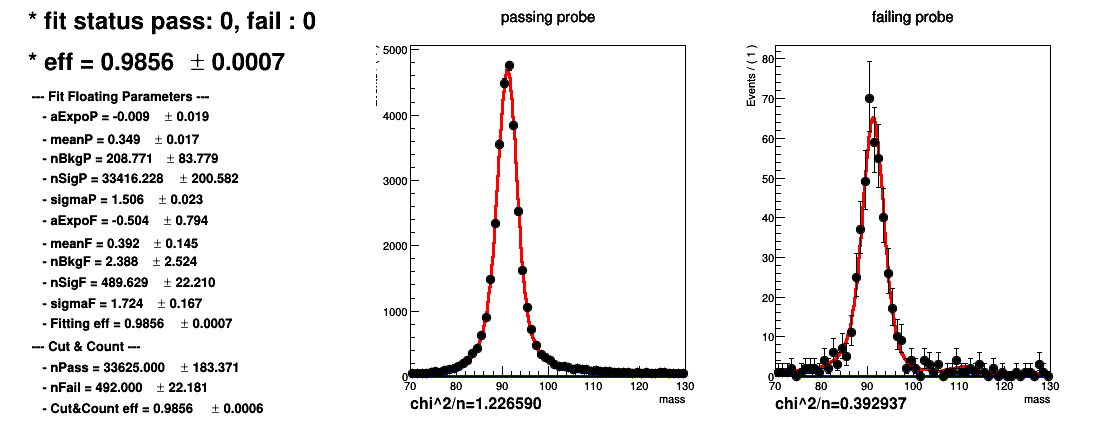 * fit status pass: 0, fail : 0
* eff = 0.9856 ± 0.0007
--- Fit Floating Parameters ---
- aExpoP = -0.009 ± 0.019
- meanP = 0.349 ± 0.017
- nBkgP = 208.771 ± 83.779
- nSigP = 33416.228 ± 200.582
- sigmaP = 1.506 ± 0.023
- aExpoF = -0.504 ± 0.794
- meanF = 0.392 ± 0.145
- nBkgF = 2.388 ± 2.524
- nSigF = 489.629 ± 22.210
- sigmaF = 1.724 ± 0.167
- Fitting eff = 0.9856 ± 0.0007
--- Cut & Count ---
- nPass = 33625.000 ± 183.371
- nFail = 492.000 ± 22.181
- Cut&Count eff = 0.9856 ± 0.0006
passing probe
5000
4000
3000
2000
1000
0
70 80 90 100 110 120 130
mass
chi^2/n=1.226590
failing probe
Events / ( 1 )
80
70
60
50
40
30
20
10
0
70 80 90 100 110 120 130
mass
chi^2/n=0.392937